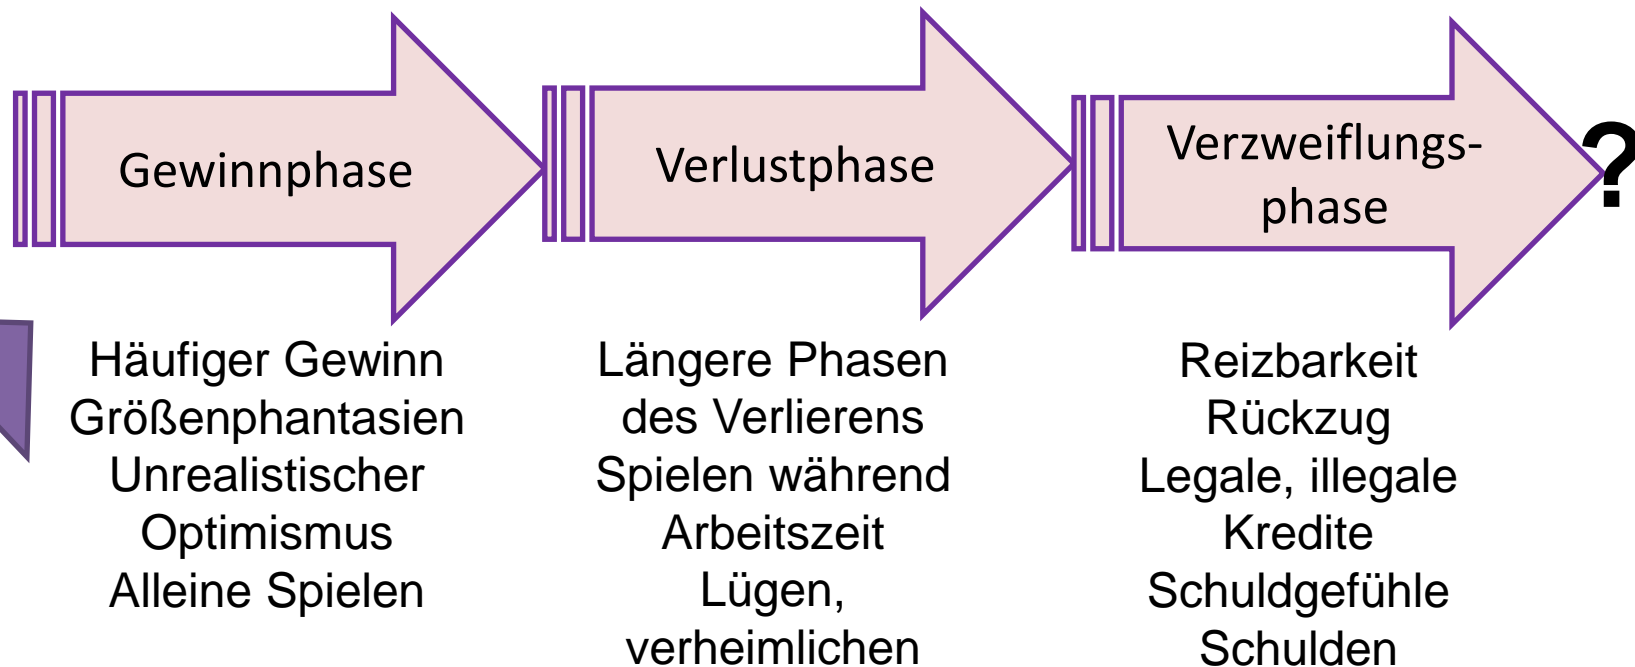 Gewinnphase
Häufiger Gewinn
Größenphantasien
Unrealistischer
Optimismus
Alleine Spielen
Verlustphase
Längere Phasen
des Verlierens
Spielen während
Arbeitszeit
Lügen,
verheimlichen
Verzweiflungs-
phase
?
Reizbarkeit
Rückzug
Legale, illegale
Kredite
Schuldgefühle
Schulden